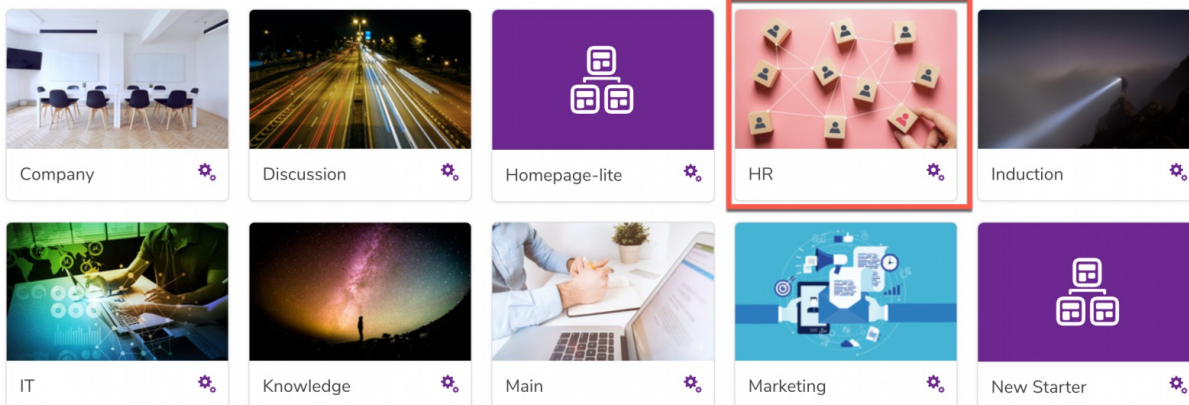 Company
Discussion
Homepage-lite
HR
Induction
IT
Knowledge
Main
Marketing
New Starter